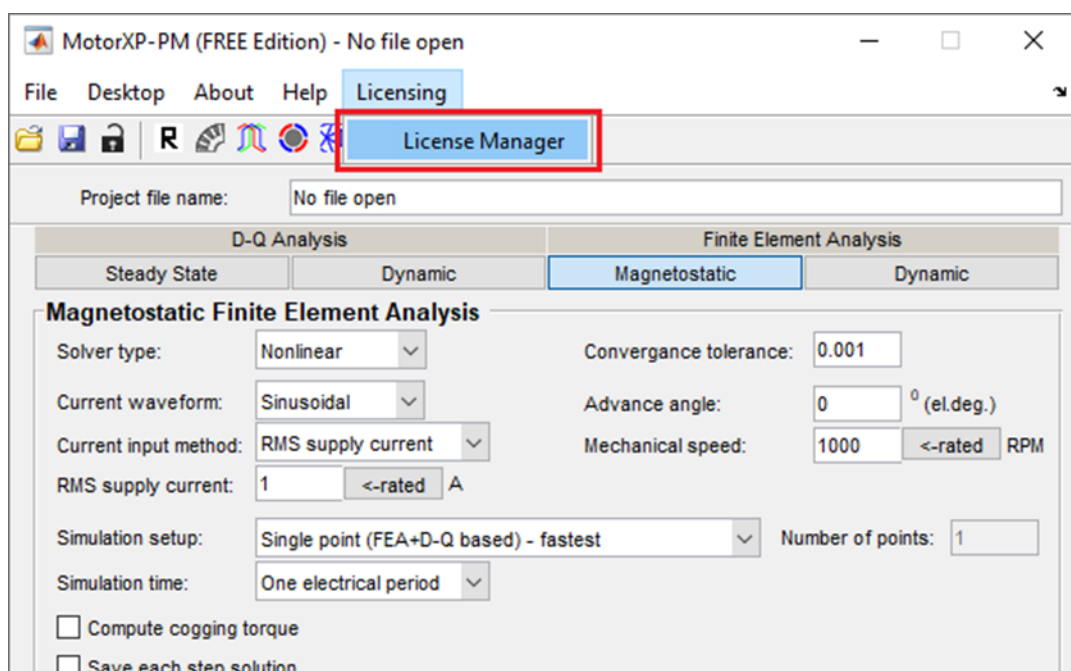 MotorXP-PM (FREE Edition) - No file open
File Desktop About Help Licensing
License Manager
R
Project file name: No file open
D-Q Analysis Finite Element Analysis
Steady State Dynamic Magnetostatic Dynamic
Magnetostatic Finite Element Analysis
Solver type: Nonlinear Convergance tolerance: 0.001
Current waveform: Sinusoidal Advance angle: 0 0 (el.deg.)
Current input method: RMS supply current Mechanical speed: 1000 <-rated RPM
RMS supply current: 1 <-rated A
Simulation setup: Single point (FEA+D-Q based) - fastest Number of points: 1
Simulation time: One electrical period
Compute cogging torque
Save each step solution